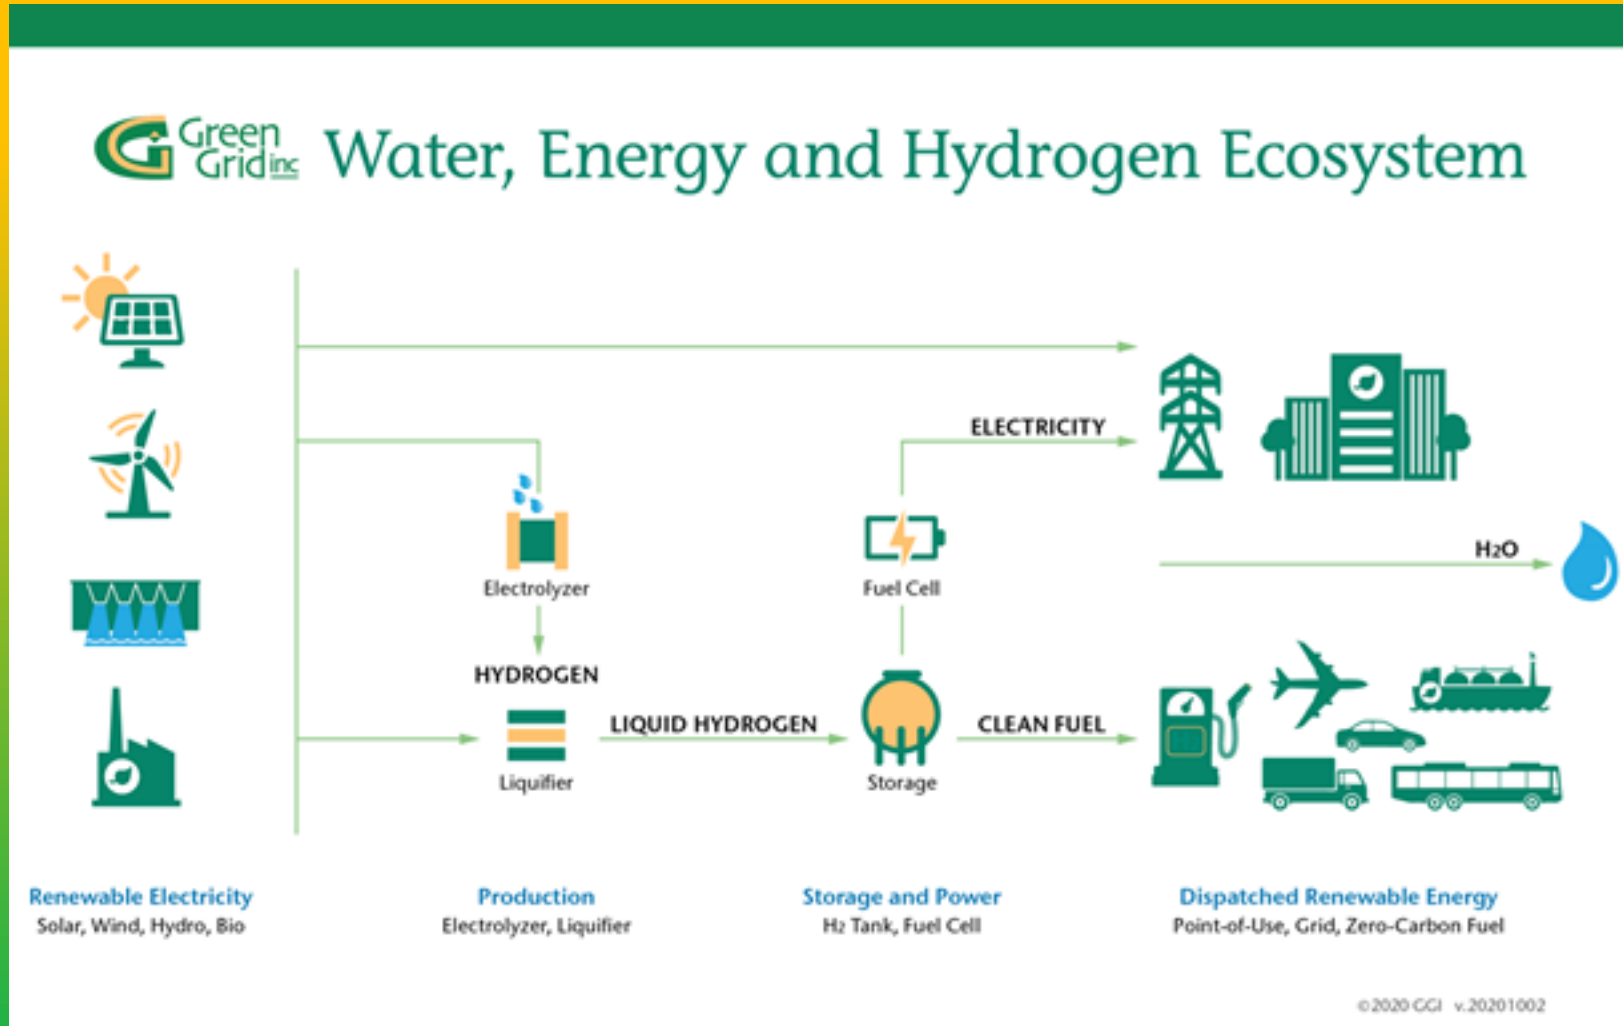 Green
Grid inc
Water, Energy and Hydrogen Ecosystem
ELECTRICITY
H2O
Electrolyzer
Fuel Cell
HYDROGEN
LIQUID HYDROGEN
CLEAN FUEL
Liquifier
Storage
Renewable Electricity
Solar, Wind, Hydro, Bio
Production
Electrolyzer, Liquifier
Storage and Power
H2 Tank, Fuel Cell
Dispatched Renewable Energy
Point-of-Use, Grid, Zero-Carbon Fuel
©2020 GGI v.20201002